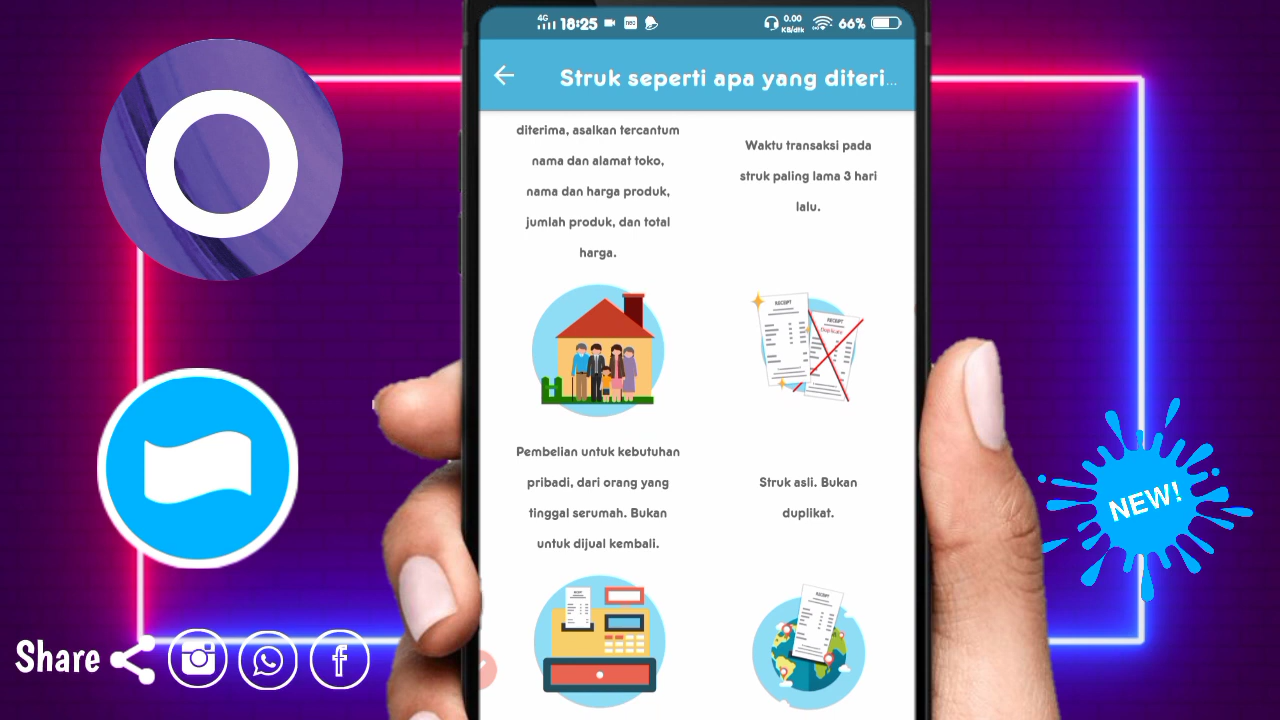 4G 18:25 neo 0.00 KB/dtk 66%
Struk seperti apa yang diteri...
diterima, asalkan tercantum
nama dan alamat toko,
nama dan harga produk,
jumlah produk, dan total
harga.
Waktu transaksi pada
struk paling lama 3 hari
lalu.
RECEIPT
RECEIPT
Pembelian untuk kebutuhan
pribadi, dari orang yang
tinggal serumah. Bukan
untuk dijual kembali.
Struk asli. Bukan
duplikat.
RECEIPT
RECEIPT
NEW!
Share